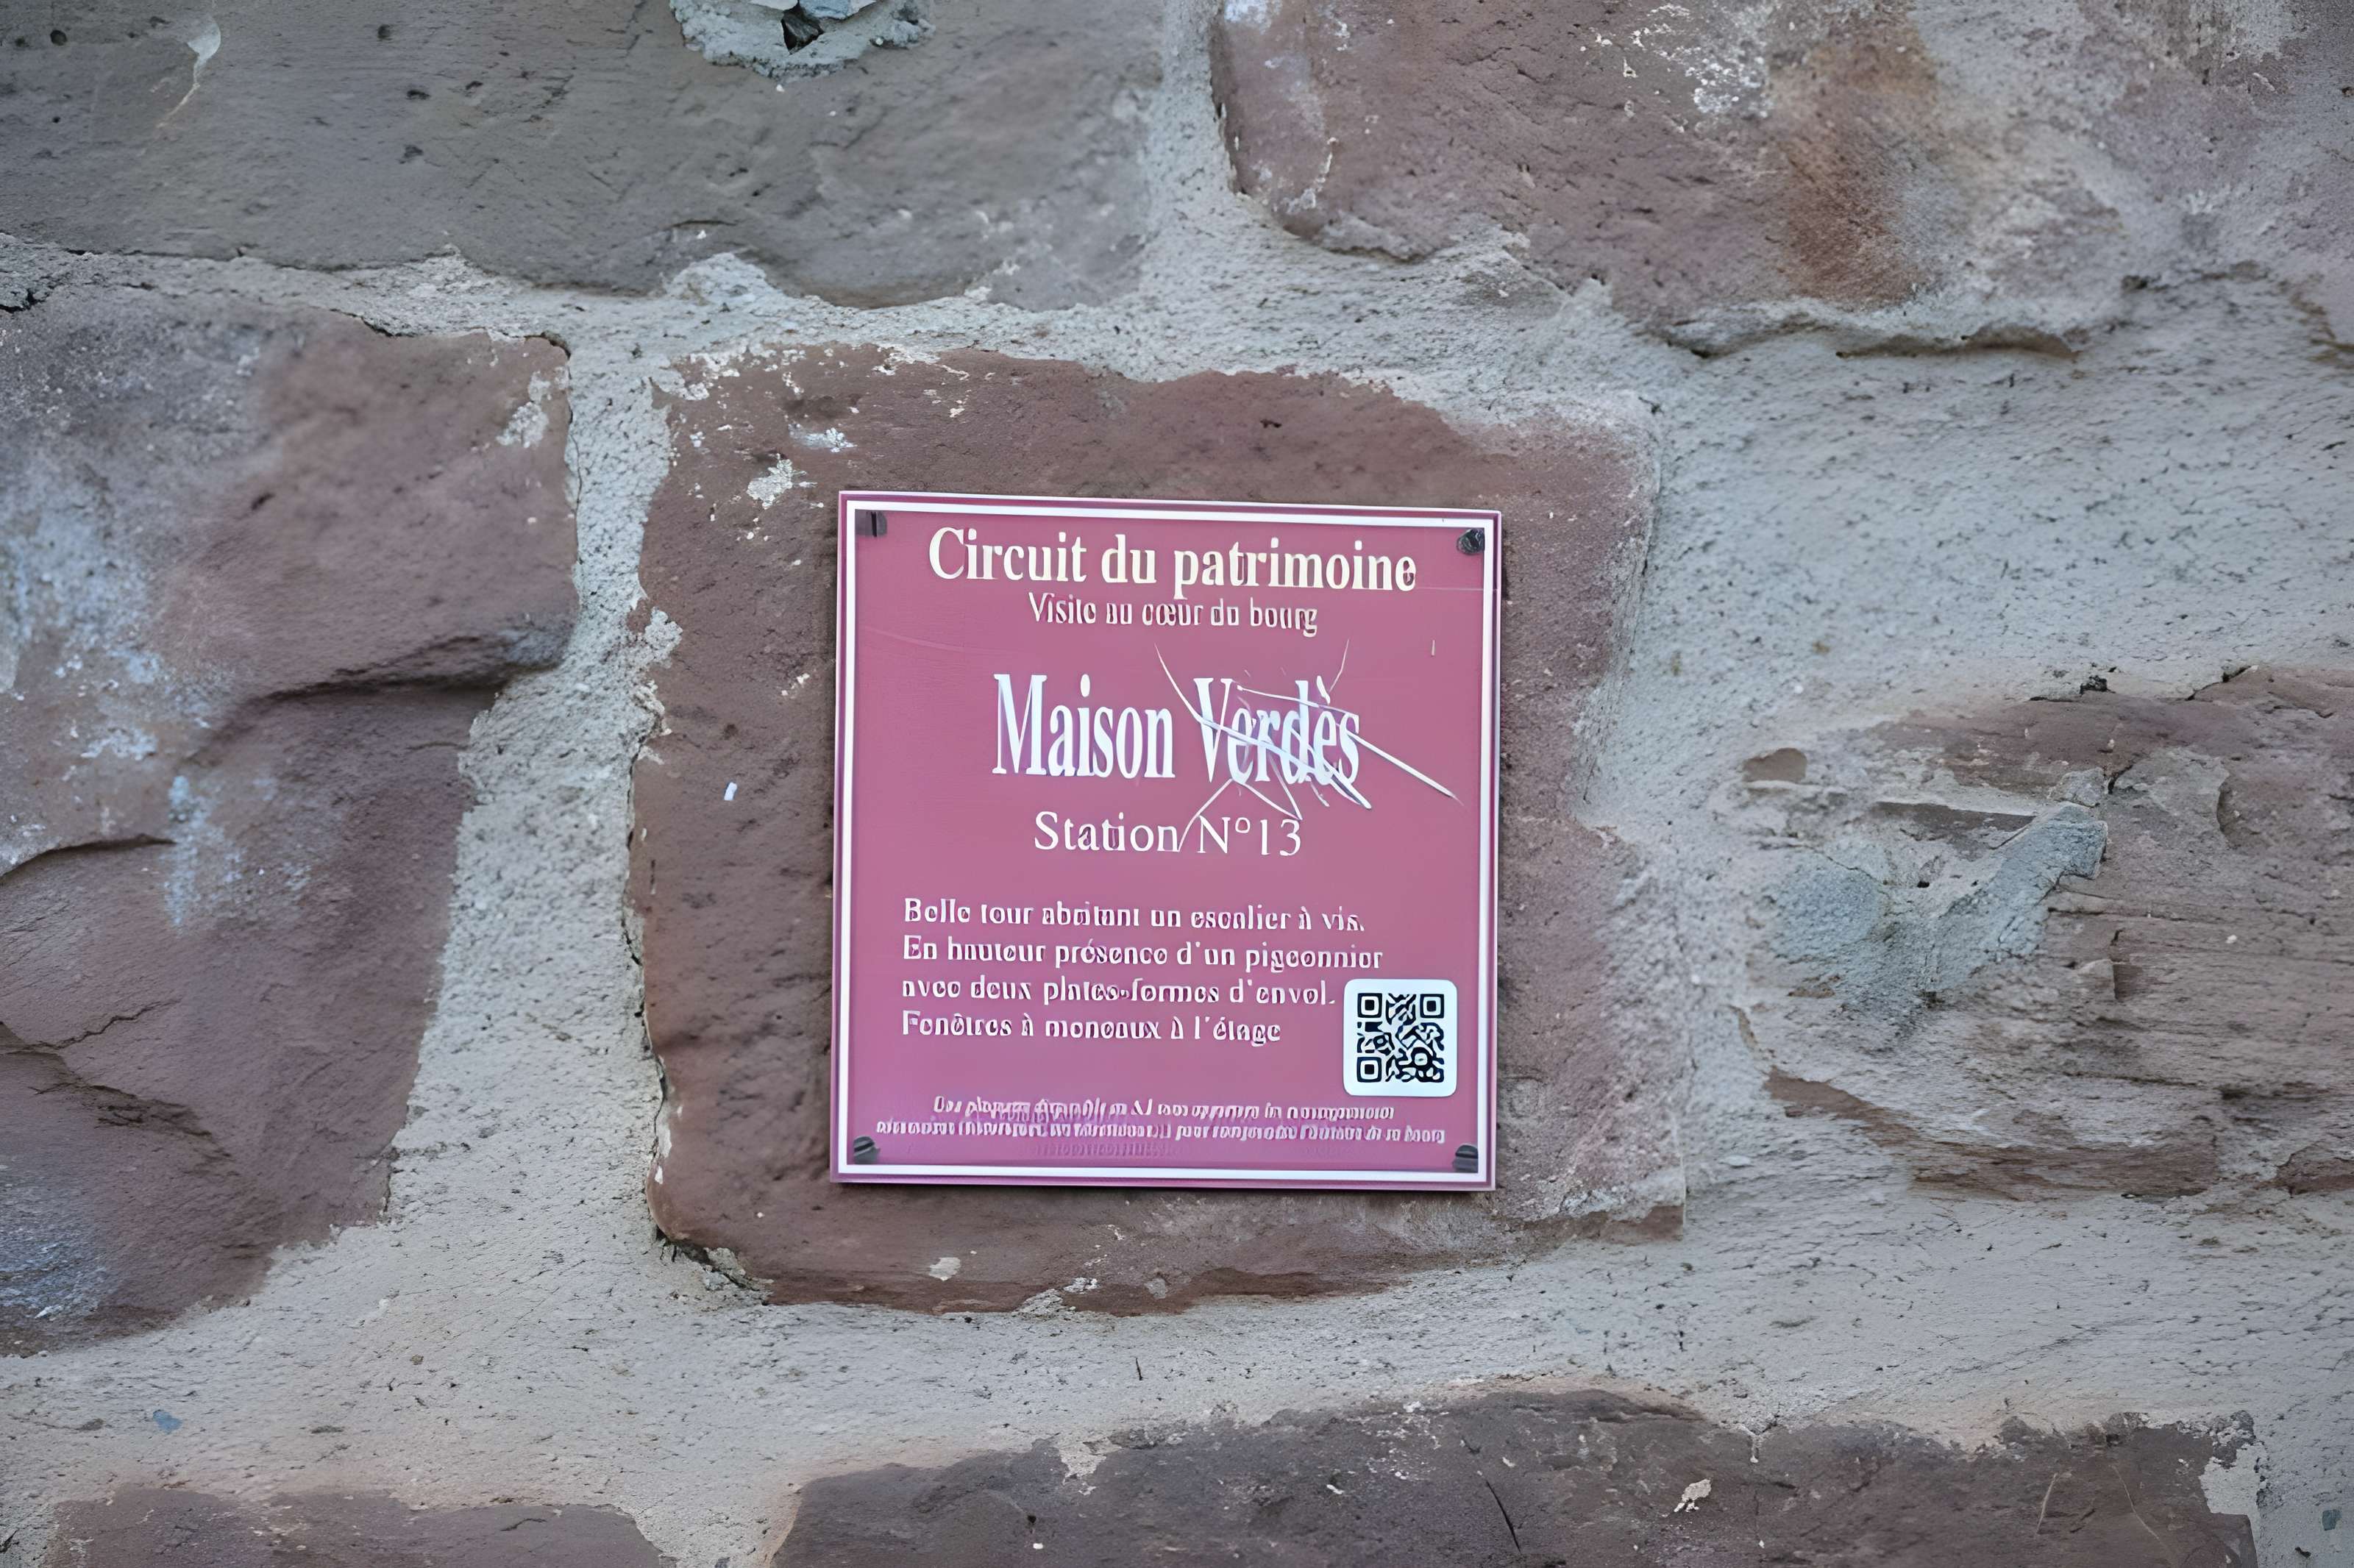 Circuit du patrimoine
Visite au cœur du bourg
Maison Verdès
Station N°13
Belle tour abritant un escalier à vis.
En hauteur présence d'un pigeonnier
avec deux plates-formes d'envol.
Fenêtres à meneaux à l'étage